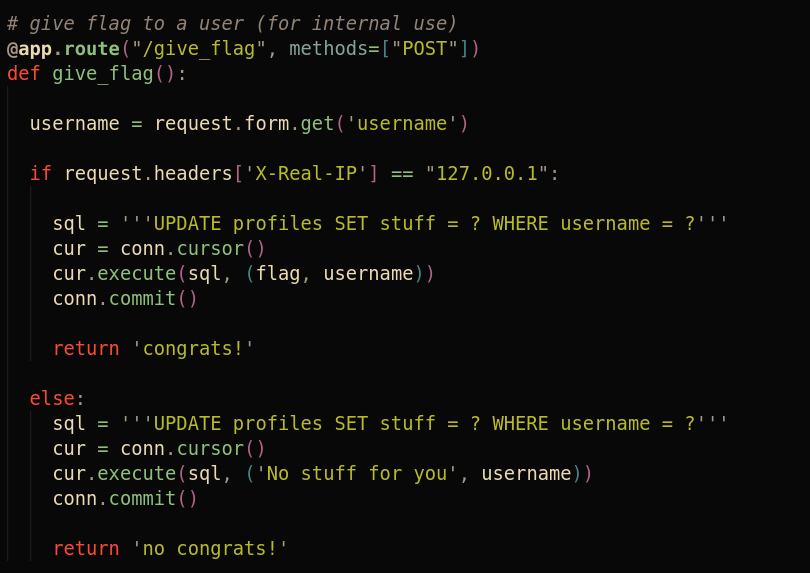 # give flag to a user (for internal use)
@app.route("/give_flag", methods=["POST"])
def give_flag():
username = request.form.get('username')
if request.headers['X-Real-IP'] == "127.0.0.1":
sql = '''UPDATE profiles SET stuff = ? WHERE username = ?'''
cur = conn.cursor()
cur.execute(sql, (flag, username))
conn.commit()
return 'congrats!'
else:
sql = '''UPDATE profiles SET stuff = ? WHERE username = ?'''
cur = conn.cursor()
cur.execute(sql, ('No stuff for you', username))
conn.commit()
return 'no congrats!'